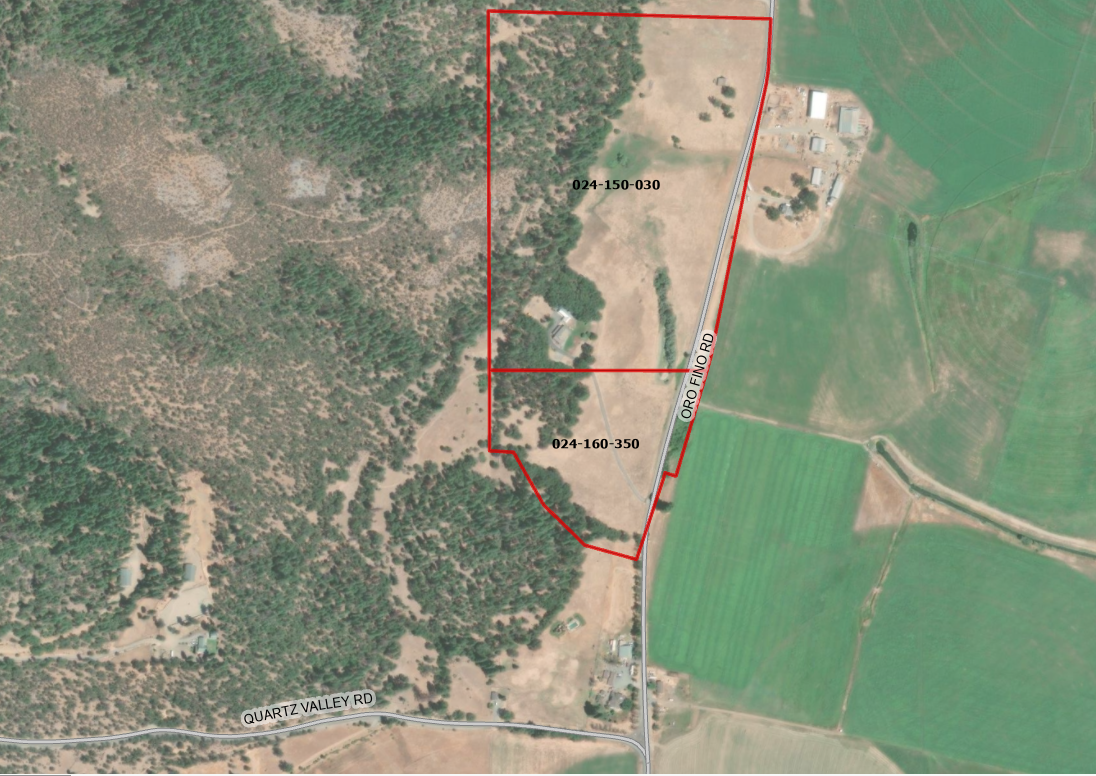 024-150-030
ORO FINO RD
024-160-350
QUARTZ VALLEY RD